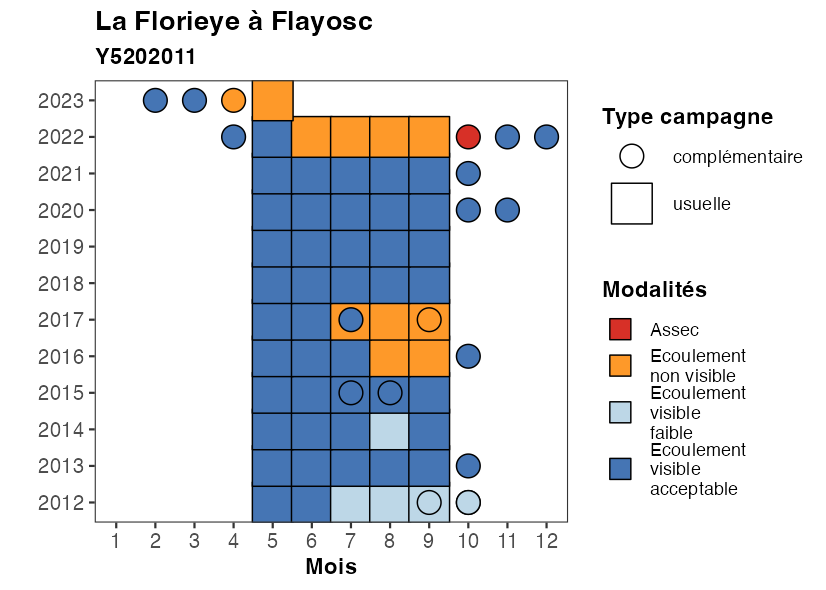 La Florieye à Flayosc
Y5202011
2023
2022
2021
2020
2019
2018
2017
2016
2015
2014
2013
2012
1 2 3 4 5 6 7 8 9 10 11 12
Mois
Type campagne
complémentaire
usuelle
Modalités
Assec
Ecoulement
non visible
Ecoulement
visible
faible
Ecoulement
visible
acceptable